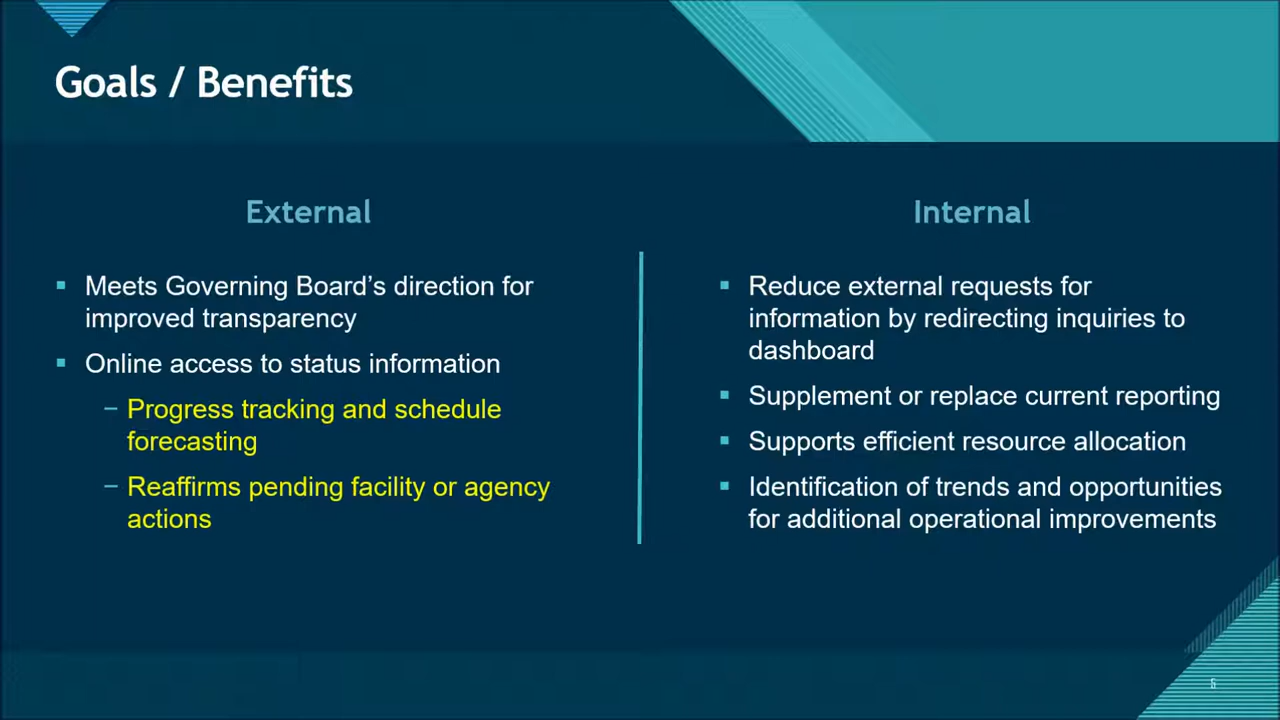 Goals / Benefits
External
Meets Governing Board’s direction for
improved transparency
Online access to status information
– Progress tracking and schedule
forecasting
– Reaffirms pending facility or agency
actions
Internal
Reduce external requests for
information by redirecting inquiries to
dashboard
Supplement or replace current reporting
Supports efficient resource allocation
Identification of trends and opportunities
for additional operational improvements